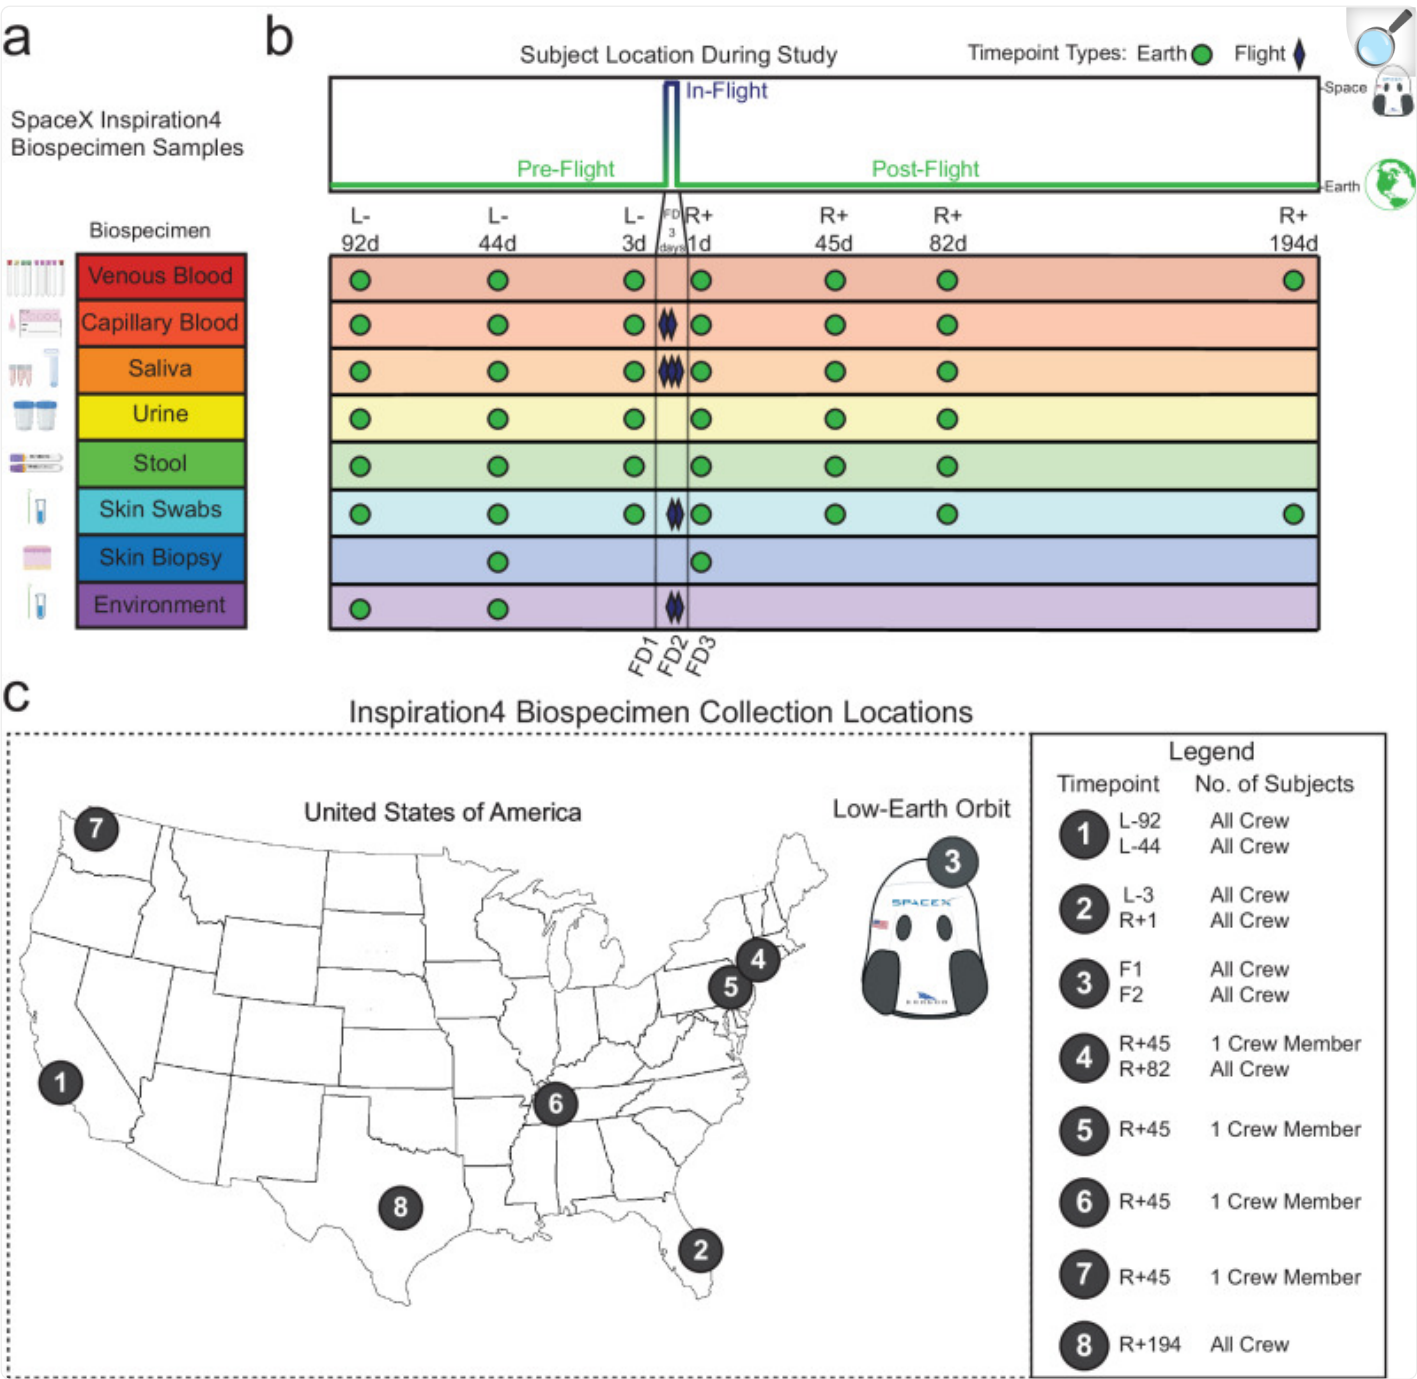 a
SpaceX Inspiration4
Biospecimen Samples
Biospecimen
Venous Blood
Capillary Blood
Saliva
Urine
Stool
Skin Swabs
Skin Biopsy
Environment
b
Subject Location During Study
Timepoint Types: Earth Flight
In-Flight
Pre-Flight
Post-Flight
Space
Earth
L-
92d
L-
44d
L-
3d
FD
3
days
R+
1d
R+
45d
R+
82d
R+
194d
FD1
FD2
FD3
c
Inspiration4 Biospecimen Collection Locations
United States of America
Low-Earth Orbit
7
1
8
6
2
5
4
3
SPACEX
DRAGON
Legend
Timepoint No. of Subjects
1 L-92 All Crew
L-44 All Crew
2 L-3 All Crew
R+1 All Crew
3 F1 All Crew
F2 All Crew
4 R+45 1 Crew Member
R+82 All Crew
5 R+45 1 Crew Member
6 R+45 1 Crew Member
7 R+45 1 Crew Member
8 R+194 All Crew